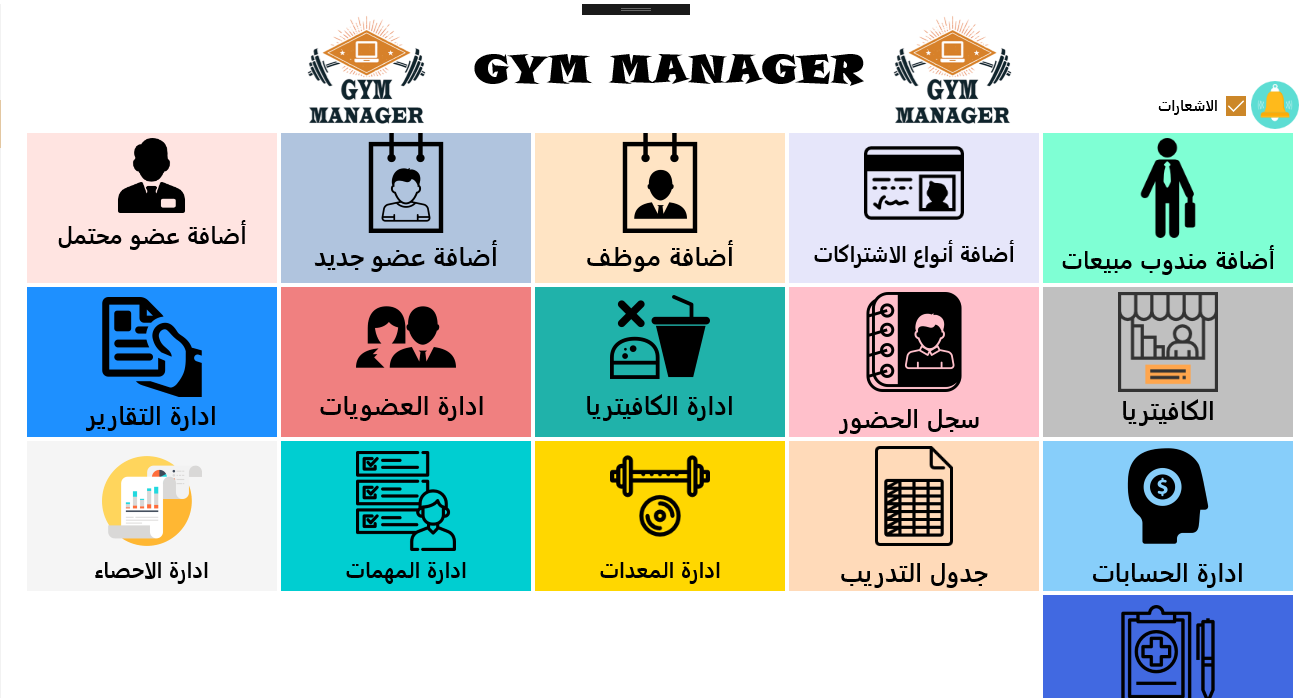 GYM
MANAGER
GYM MANAGER
GYM
MANAGER
الاشعارات
أضافة مندوب مبيعات
أضافة أنواع الاشتراكات
أضافة موظف
أضافة عضو جديد
أضافة عضو محتمل
الكافيتريا
سجل الحضور
ادارة الكافيتريا
ادارة العضويات
ادارة التقارير
ادارة الحسابات
جدول التدريب
ادارة المعدات
ادارة المهمات
ادارة الاحصاء